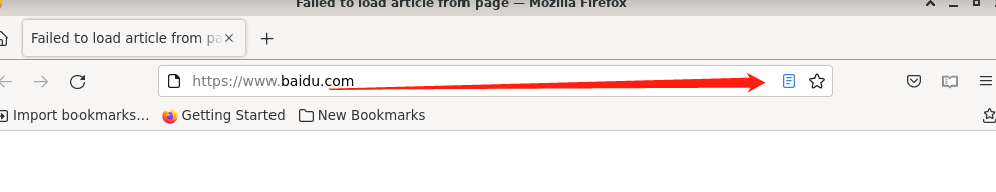 Failed to load article from page — Mozilla Firefox
Failed to load article from pa
https://www.baidu.com
Import bookmarks...
Getting Started
New Bookmarks